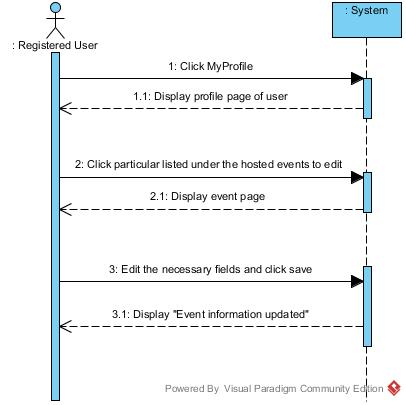 : System
: Registered User
1: Click MyProfile
1.1: Display profile page of user
2: Click particular listed under the hosted events to edit
2.1: Display event page
3: Edit the necessary fields and click save
3.1: Display "Event information updated"
Powered By Visual Paradigm Community Edition